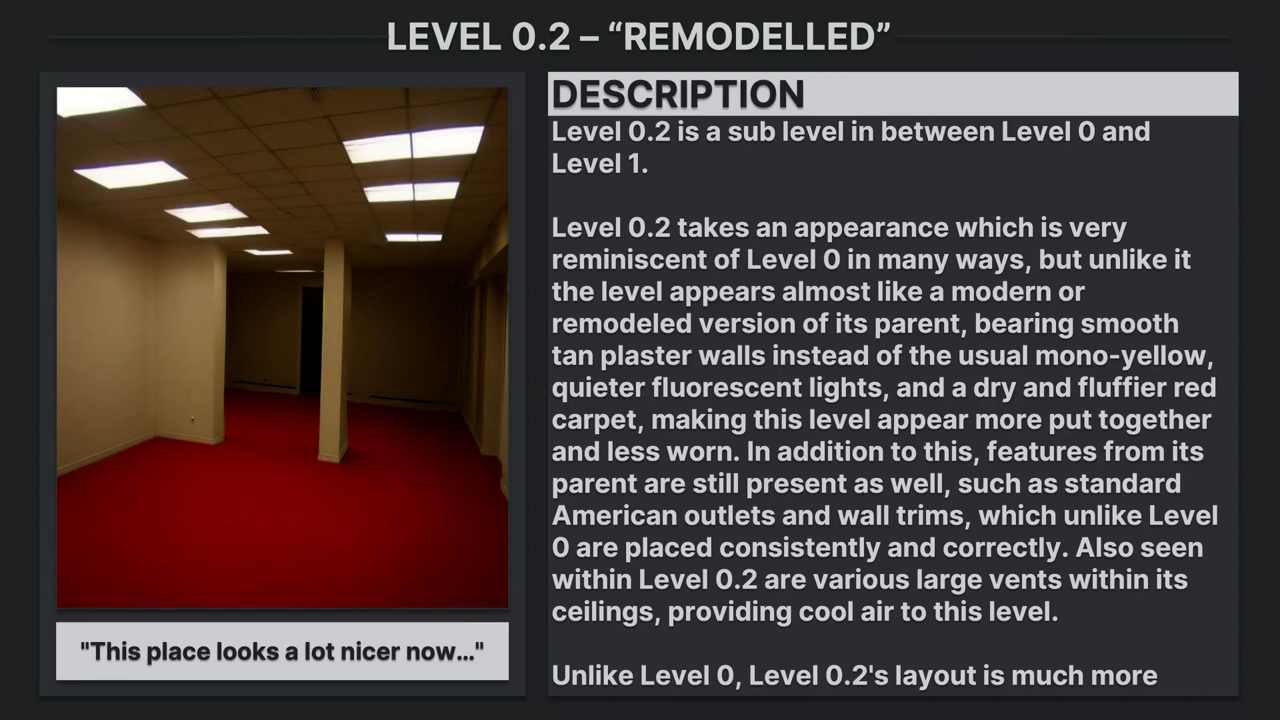 LEVEL 0.2 – “REMODELLED”
"This place looks a lot nicer now..."
DESCRIPTION
Level 0.2 is a sub level in between Level 0 and
Level 1.
Level 0.2 takes an appearance which is very
reminiscent of Level 0 in many ways, but unlike it
the level appears almost like a modern or
remodeled version of its parent, bearing smooth
tan plaster walls instead of the usual mono-yellow,
quieter fluorescent lights, and a dry and fluffier red
carpet, making this level appear more put together
and less worn. In addition to this, features from its
parent are still present as well, such as standard
American outlets and wall trims, which unlike Level
0 are placed consistently and correctly. Also seen
within Level 0.2 are various large vents within its
ceilings, providing cool air to this level.
Unlike Level 0, Level 0.2's layout is much more